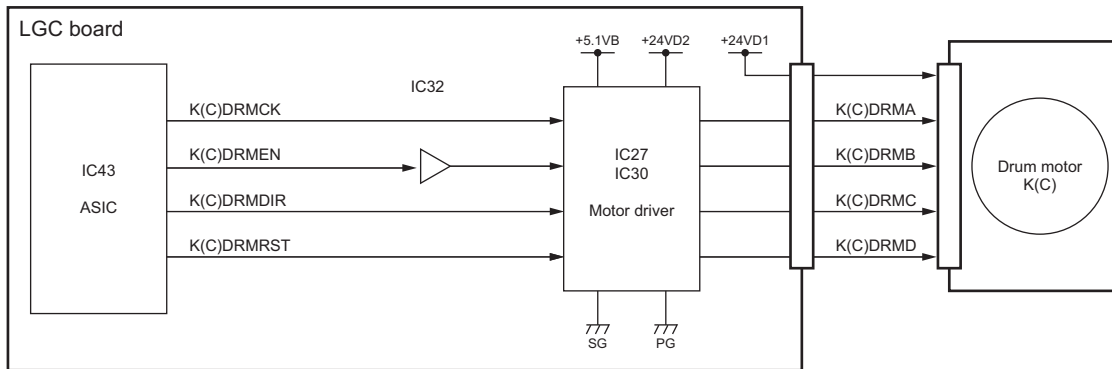 LGC board
+5.1VB
+24VD2
+24VD1
IC32
K(C)DRMCK
K(C)DRMA
K(C)DRMEN
K(C)DRMB
IC43
ASIC
IC27
IC30
Motor driver
Drum motor
K(C)
K(C)DRMDIR
K(C)DRMC
K(C)DRMRST
K(C)DRMD
SG
PG